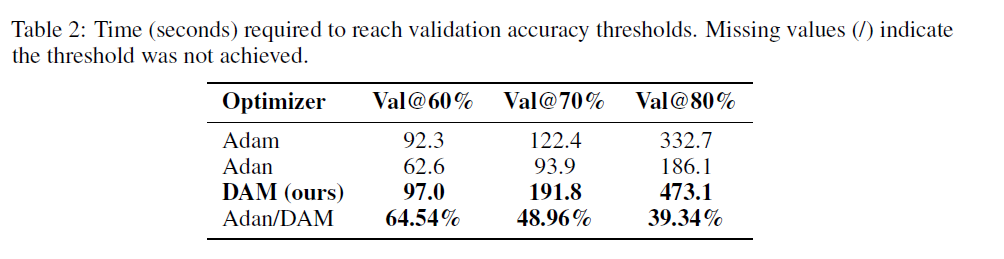 Table 2: Time (seconds) required to reach validation accuracy thresholds. Missing values (/) indicate
the threshold was not achieved.
Optimizer Val@60% Val@70% Val@80%
Adam 92.3 122.4 332.7
Adan 62.6 93.9 186.1
DAM (ours) 97.0 191.8 473.1
Adan/DAM 64.54% 48.96% 39.34%